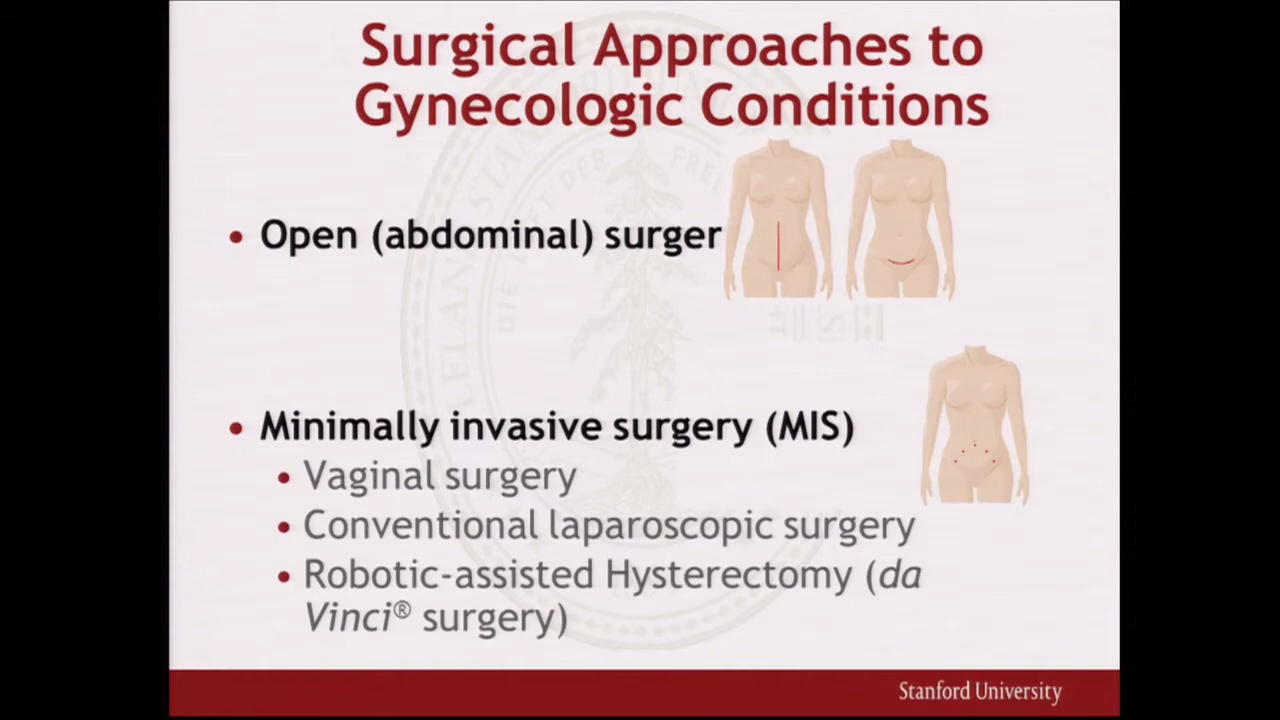 Surgical Approaches to
Gynecologic Conditions
• Open (abdominal) surger
• Minimally invasive surgery (MIS)
• Vaginal surgery
• Conventional laparoscopic surgery
• Robotic-assisted Hysterectomy (da
Vinci® surgery)
Stanford University